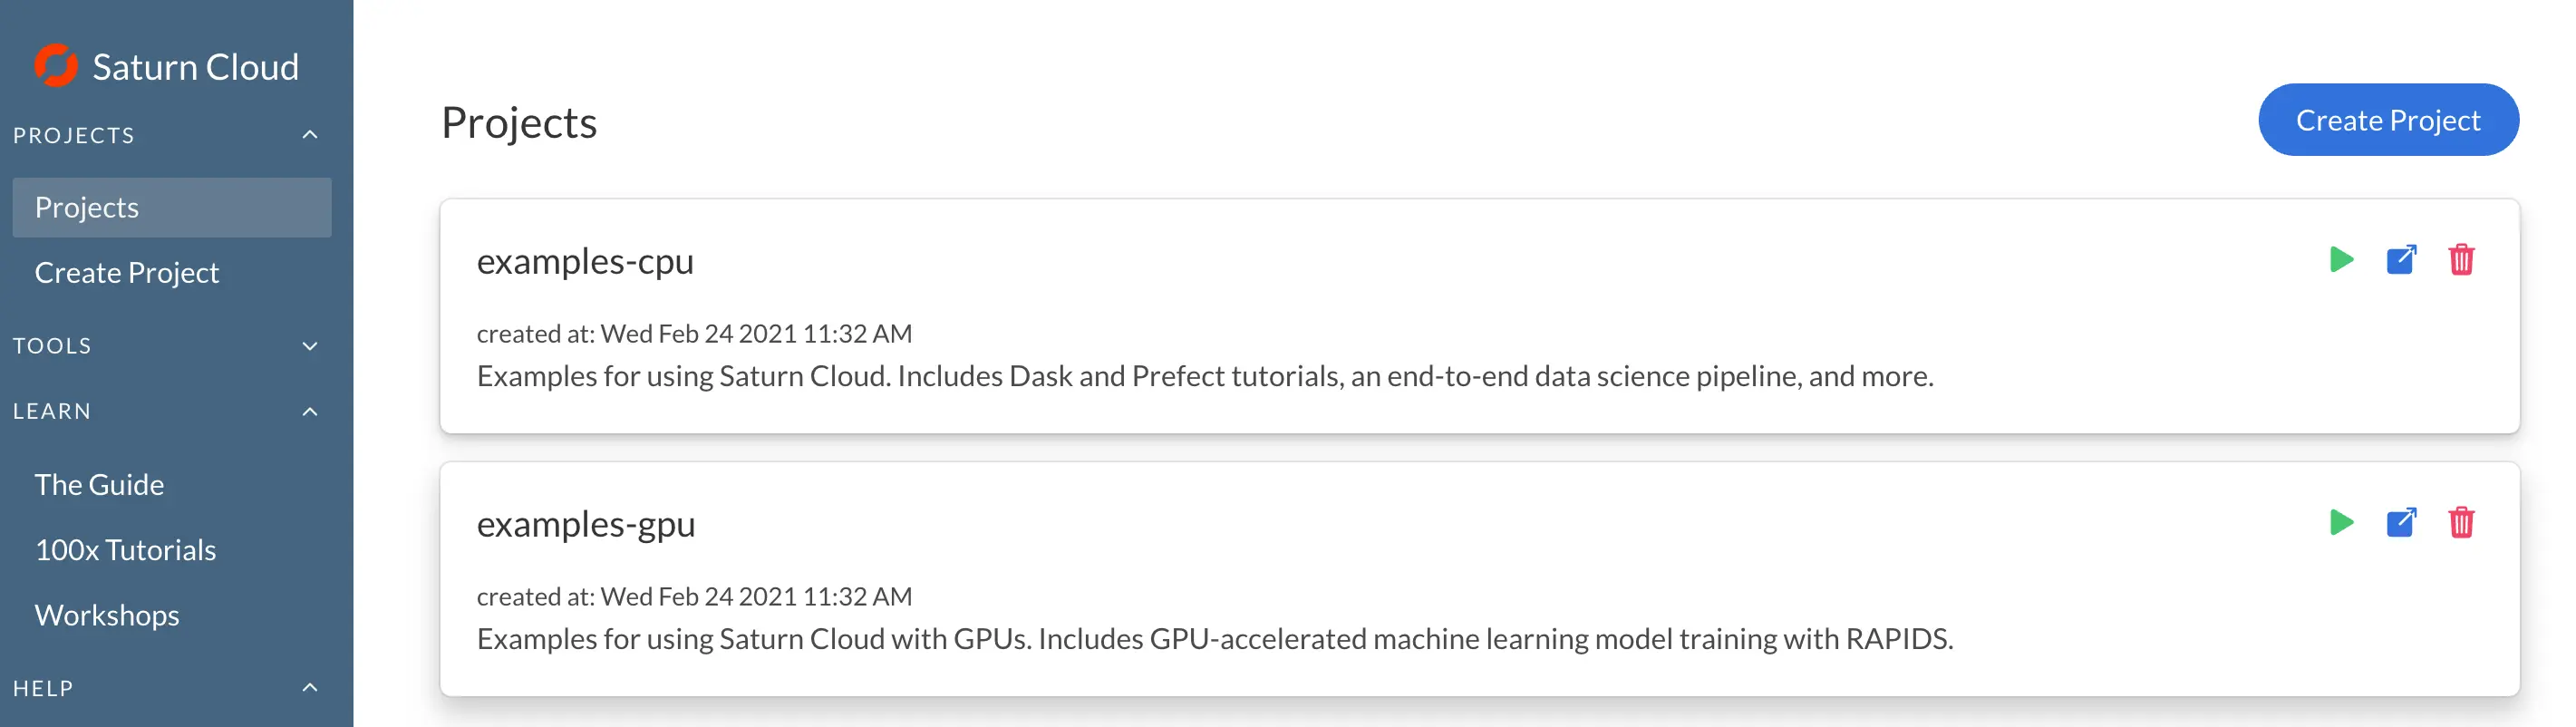 Saturn Cloud
PROJECTS
Projects
Create Project
TOOLS
LEARN
The Guide
100x Tutorials
Workshops
HELP
Projects
Create Project
examples-cpu
created at: Wed Feb 24 2021 11:32 AM
Examples for using Saturn Cloud. Includes Dask and Prefect tutorials, an end-to-end data science pipeline, and more.
examples-gpu
created at: Wed Feb 24 2021 11:32 AM
Examples for using Saturn Cloud with GPUs. Includes GPU-accelerated machine learning model training with RAPIDS.